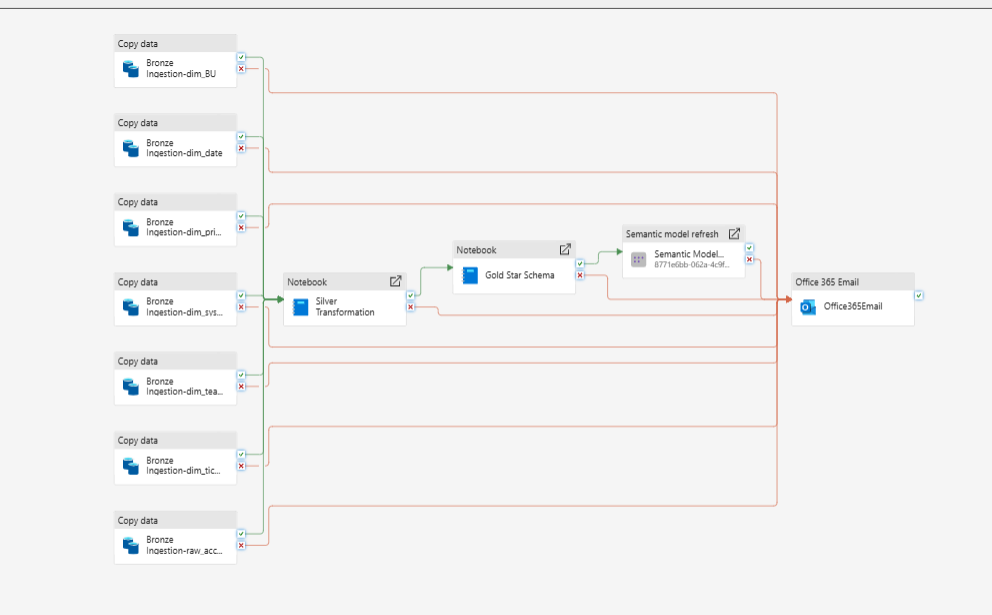 Copy data
Bronze
Ingestion-dim_BU
Copy data
Bronze
Ingestion-dim_date
Copy data
Bronze
Ingestion-dim_pri...
Copy data
Bronze
Ingestion-dim_sys...
Copy data
Bronze
Ingestion-dim_tea...
Copy data
Bronze
Ingestion-dim_tic...
Copy data
Bronze
Ingestion-raw_acc...
Notebook
Silver
Transformation
Notebook
Gold Star Schema
Semantic model refresh
Semantic Model...
8771e6bb-062a-4c9f...
Office 365 Email
Office365Email